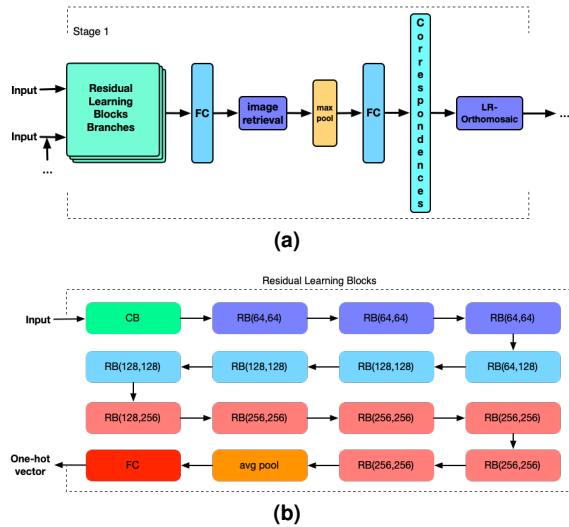 Stage 1
Input
Input
...
Residual
Learning
Blocks
Branches
FC
image
retrieval
max
pool
FC
Correspondences
LR-
Orthomosaic
...
(a)
Residual Learning Blocks
Input
CB
RB(64,64)
RB(64,64)
RB(64,64)
RB(128,128)
RB(128,128)
RB(128,128)
RB(64,128)
RB(128,256)
RB(256,256)
RB(256,256)
RB(256,256)
One-hot
vector
FC
avg pool
RB(256,256)
RB(256,256)
(b)